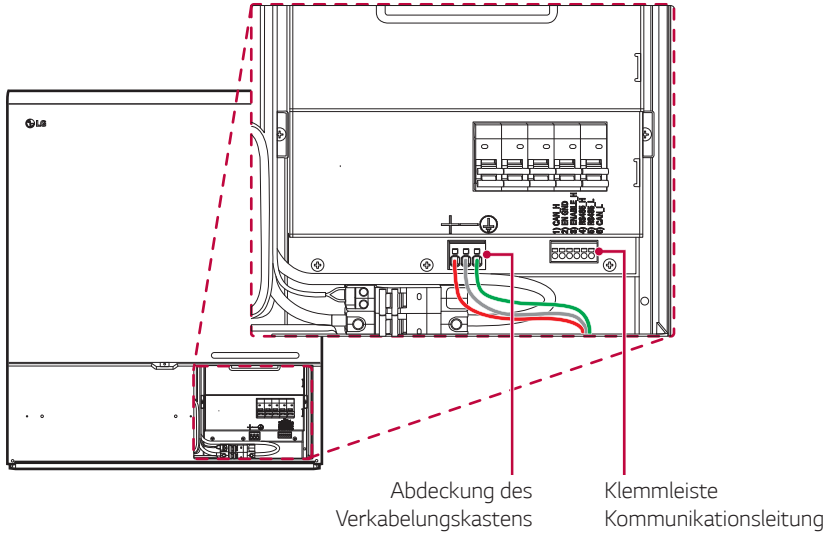 LG
1) CAN_H
2) EN GND
3) ENABLE_H
4) RS485_H
5) RS485_L
6) CAN_L
Abdeckung des
Verkabelungskastens
Klemmleiste
Kommunikationsleitung